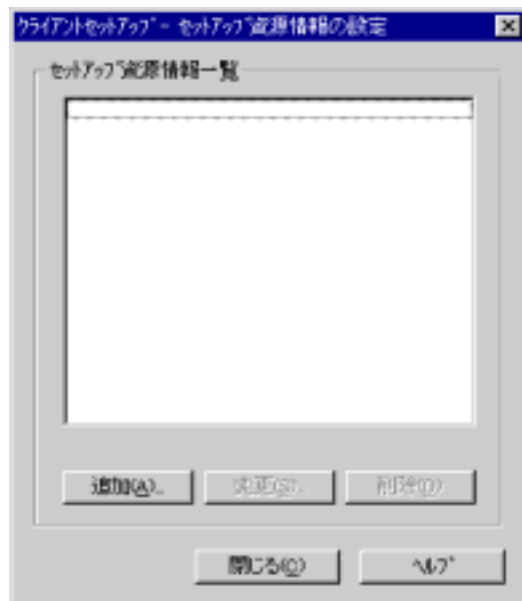 クライアントセットアップ - セットアップ資源情報の設定
セットアップ資源情報一覧
追加(A)...
変更(S)...
削除(D)
閉じる(C)
ヘルプ